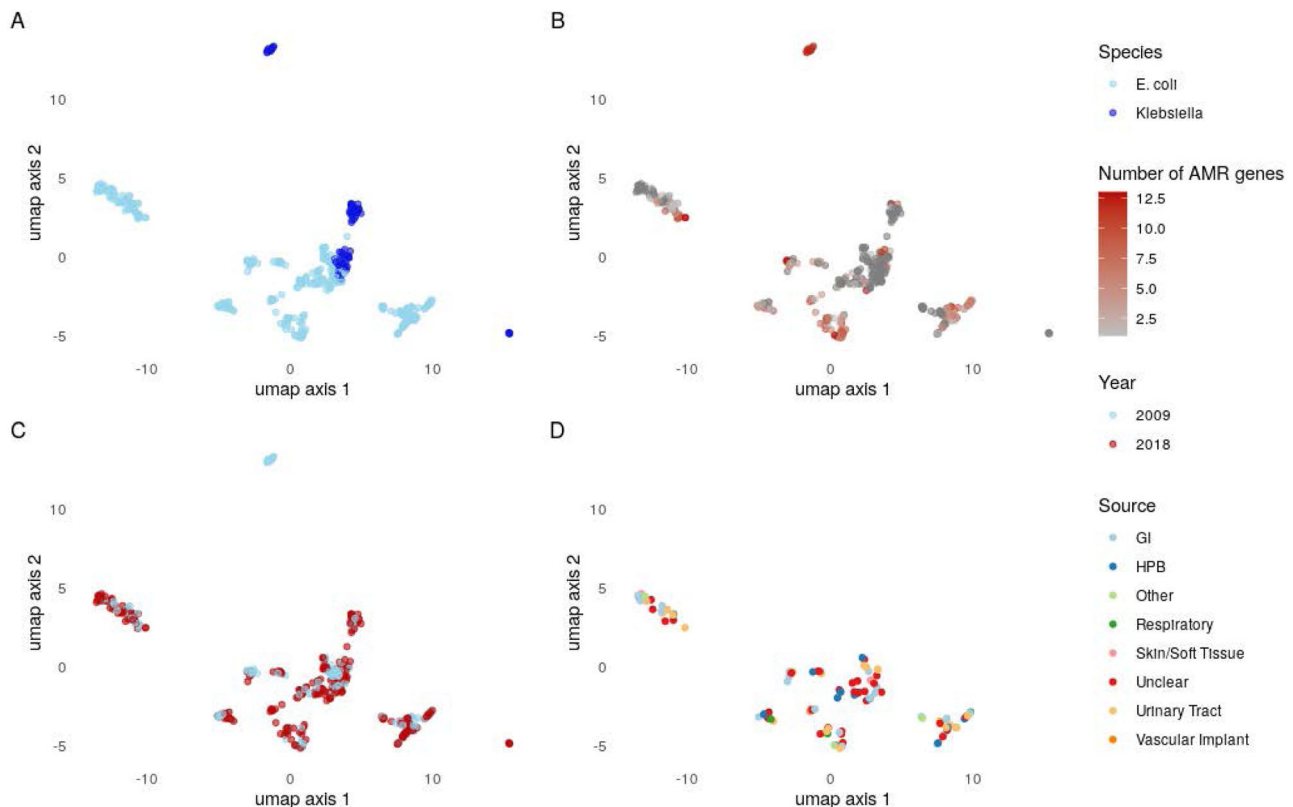 A
10
5
0
-5
umap axis 2
-10
0
10
umap axis 1
B
10
5
0
-5
umap axis 2
-10
0
10
umap axis 1
Species
E. coli
Klebsiella
Number of AMR genes
12.5
10.0
7.5
5.0
2.5
Year
2009
2018
Source
GI
HPB
Other
Respiratory
Skin/Soft Tissue
Unclear
Urinary Tract
Vascular Implant
C
10
5
0
-5
umap axis 2
-10
0
10
umap axis 1
D
10
5
0
-5
umap axis 2
-10
0
10
umap axis 1